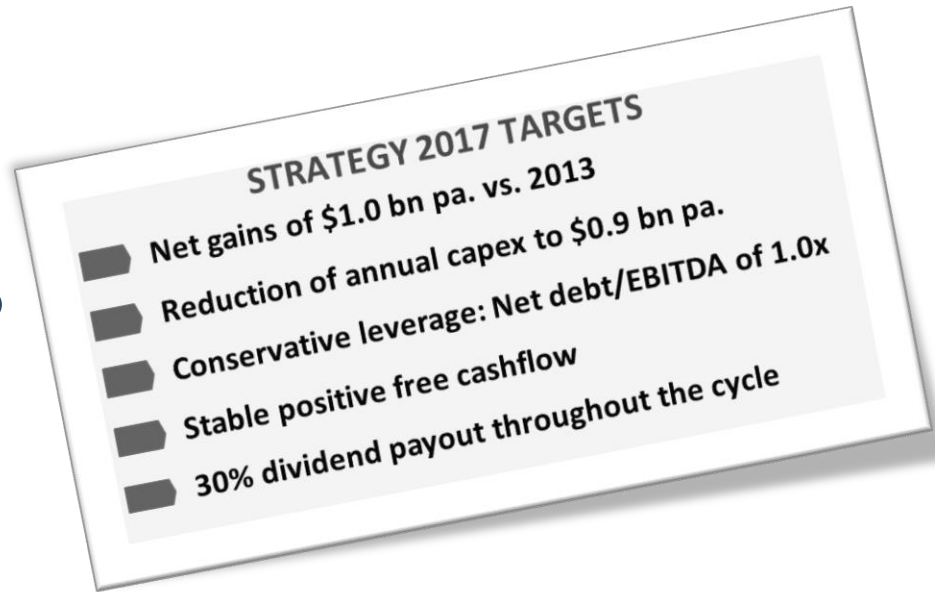 STRATEGY 2017 TARGETS
Net gains of $1.0 bn pa. vs. 2013
Reduction of annual capex to $0.9 bn pa.
Conservative leverage: Net debt/EBITDA of 1.0x
Stable positive free cashflow
30% dividend payout throughout the cycle